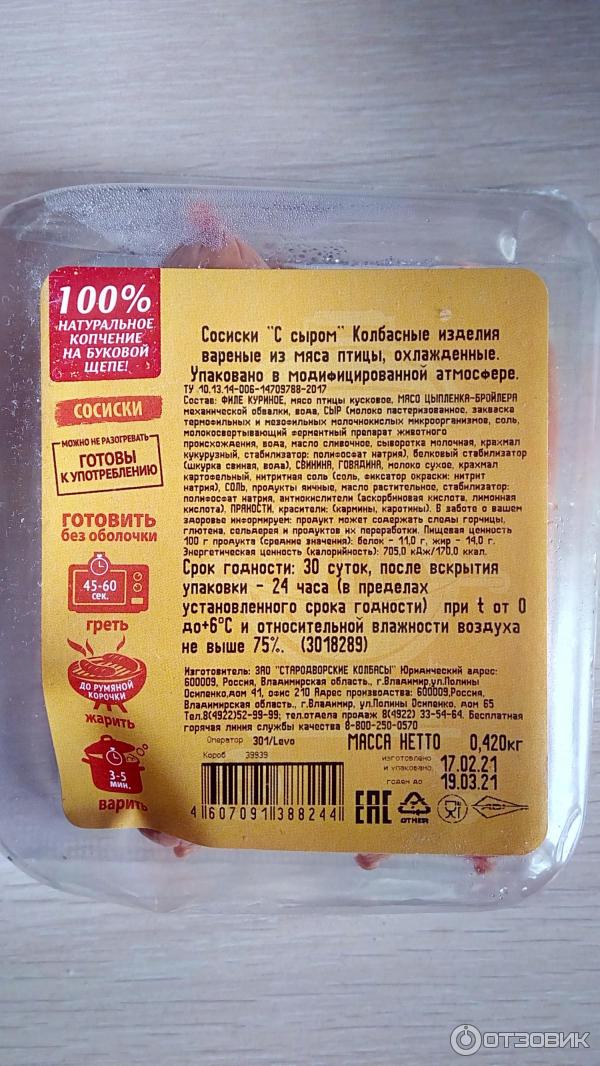 100%
НАТУРАЛЬНОЕ
КОПЧЕНИЕ
НА БУКОВОЙ
ЩЕПЕ!
СОСИСКИ
МОЖНО НЕ РАЗОГРЕВАТЬ
ГОТОВЫ
К УПОТРЕБЛЕНИЮ
ГОТОВИТЬ
без оболочки
45-60
сек.
греть
ДО РУМЯНОЙ
КОРОЧКИ
жарить
3-5
мин.
варить
Сосиски "С сыром" Колбасные изделия
вареные из мяса птицы, охлажденные.
Упаковано в модифицированной атмосфере.
ТУ 10.13.14-006-14709788-2017
Состав: ФИЛЕ КУРИНОЕ, мясо птицы кусковое, МЯСО ЦЫПЛЕНКА-БРОЙЛЕРА
механической обвалки, вода, СЫР (молоко пастеризованное, закваска
термофильных и мезофильных молочнокислых микроорганизмов, соль,
молокосвертывающий ферментный препарат животного
происхождения, вода, масло сливочное, сыворотка молочная, крахмал
кукурузный, стабилизатор: полифосфат натрия), белковый стабилизатор
(шкурка свиная, вода), СВИНИНА, ГОВЯДИНА, молоко сухое, крахмал
картофельный, нитритная соль (соль, фиксатор окраски: нитрит
натрия), СОЛЬ, продукты яичные, масло растительное, стабилизатор:
полифосфат натрия, антиокислители (аскорбиновая кислота, лимонная
кислота), ПРЯНОСТИ, красители: (кармины, каротины). В заботе о вашем
здоровье информируем: продукт может содержать следы горчицы,
глютена, сельдерея и продуктов их переработки. Пищевая ценность
100 г продукта (средние значения): белок - 11,0 г, жир - 14,0 г.
Энергетическая ценность (калорийность): 705,0 кДж/170,0 ккал.
Срок годности: 30 суток, после вскрытия
упаковки - 24 часа (в пределах
установленного срока годности) при t от 0
до+6°С и относительной влажности воздуха
не выше 75%. (3018289)
Изготовитель: ЗАО "СТАРОДВОРСКИЕ КОЛБАСЫ" Юридический адрес:
600009, Россия, Владимирская область, г.Владимир,ул.Полины
Осипенко,дом 41, офис 210 Адрес производства: 600009,Россия,
Владимирская область., г.Владимир, ул.Полины Осипенко, дом 65
Тел.8(4922)52-99-99; тел.отдела продаж 8(4922) 33-54-64. Бесплатная
горячая линия службы качества 8-800-250-0570
Оператор 301/Levo
МАССА НЕТТО 0,420кг
Короб 39939
изготовлено
и упаковано:
17.02.21
годен до
19.03.21
4 607091 388244
EAC
OTHER
ОТЗОВИК